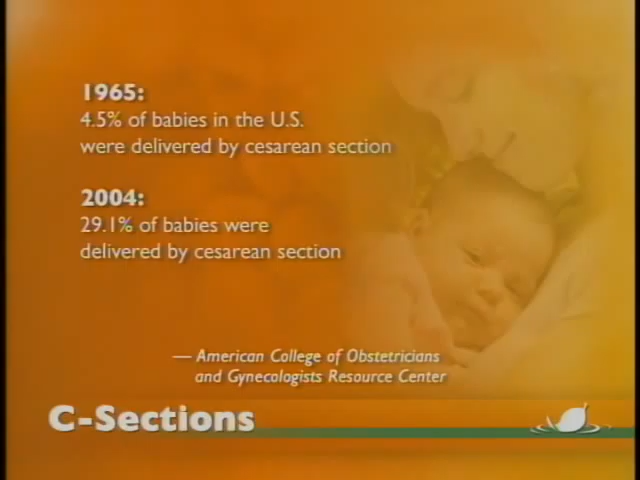 1965:
4.5% of babies in the U.S.
were delivered by cesarean section
2004:
29.1% of babies were
delivered by cesarean section
— American College of Obstetricians
and Gynecologists Resource Center
C-Sections